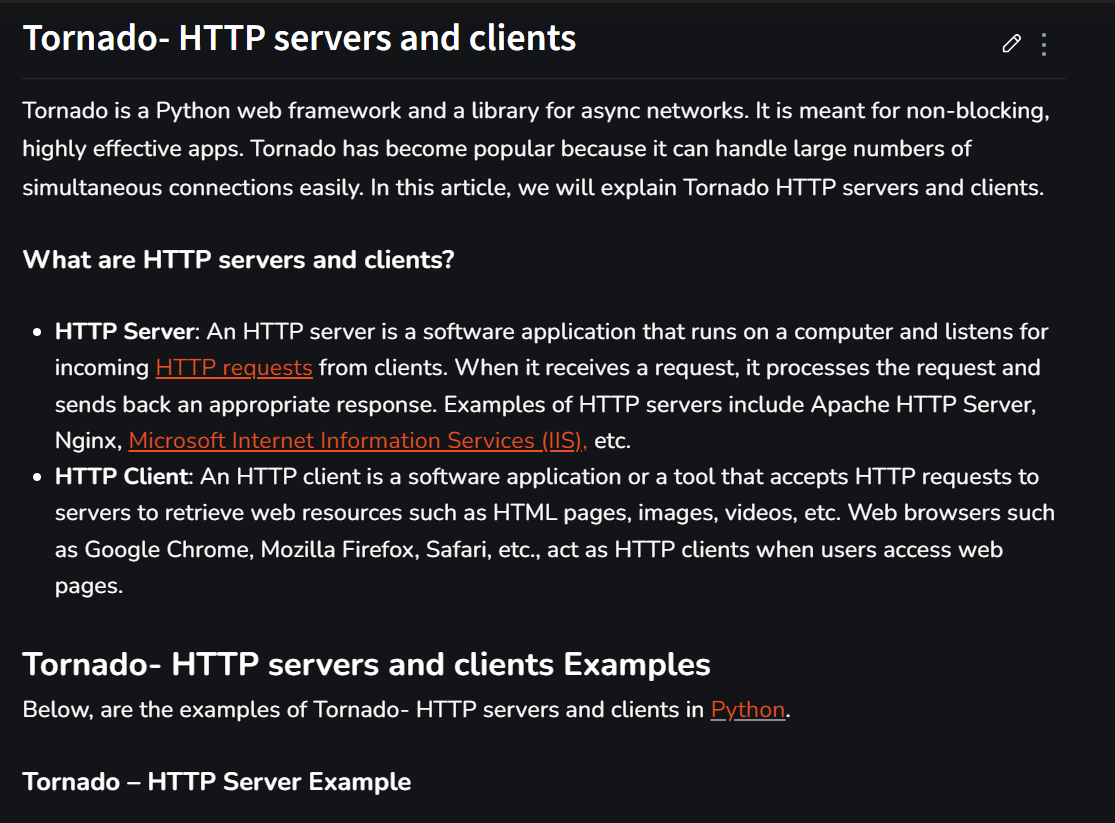 Tornado- HTTP servers and clients
Tornado is a Python web framework and a library for async networks. It is meant for non-blocking,
highly effective apps. Tornado has become popular because it can handle large numbers of
simultaneous connections easily. In this article, we will explain Tornado HTTP servers and clients.
What are HTTP servers and clients?
• HTTP Server: An HTTP server is a software application that runs on a computer and listens for
incoming HTTP requests from clients. When it receives a request, it processes the request and
sends back an appropriate response. Examples of HTTP servers include Apache HTTP Server,
Nginx, Microsoft Internet Information Services (IIS), etc.
• HTTP Client: An HTTP client is a software application or a tool that accepts HTTP requests to
servers to retrieve web resources such as HTML pages, images, videos, etc. Web browsers such
as Google Chrome, Mozilla Firefox, Safari, etc., act as HTTP clients when users access web
pages.
Tornado- HTTP servers and clients Examples
Below, are the examples of Tornado- HTTP servers and clients in Python.
Tornado – HTTP Server Example